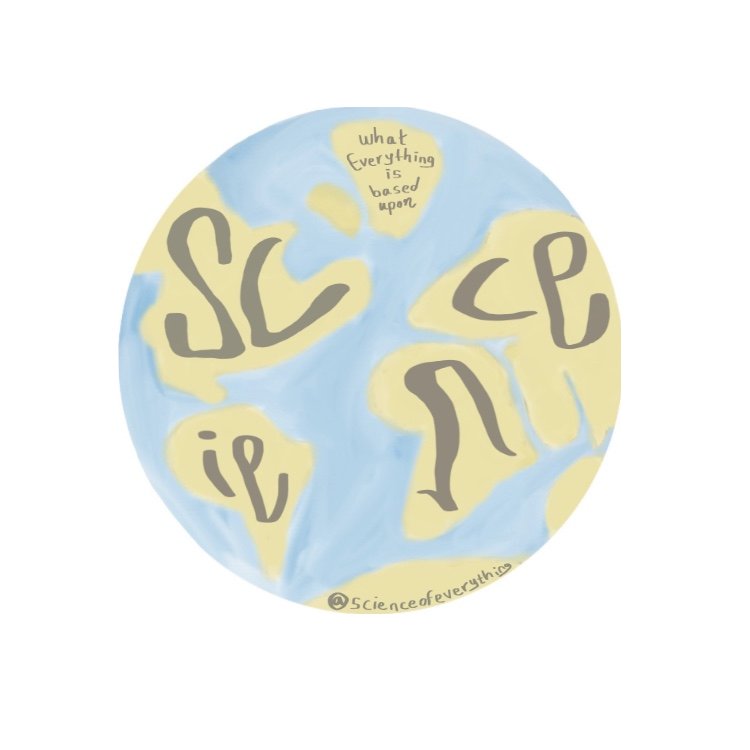 What
Everything
is
based
upon
Sc
ie
n
ce
@scienceofeverything